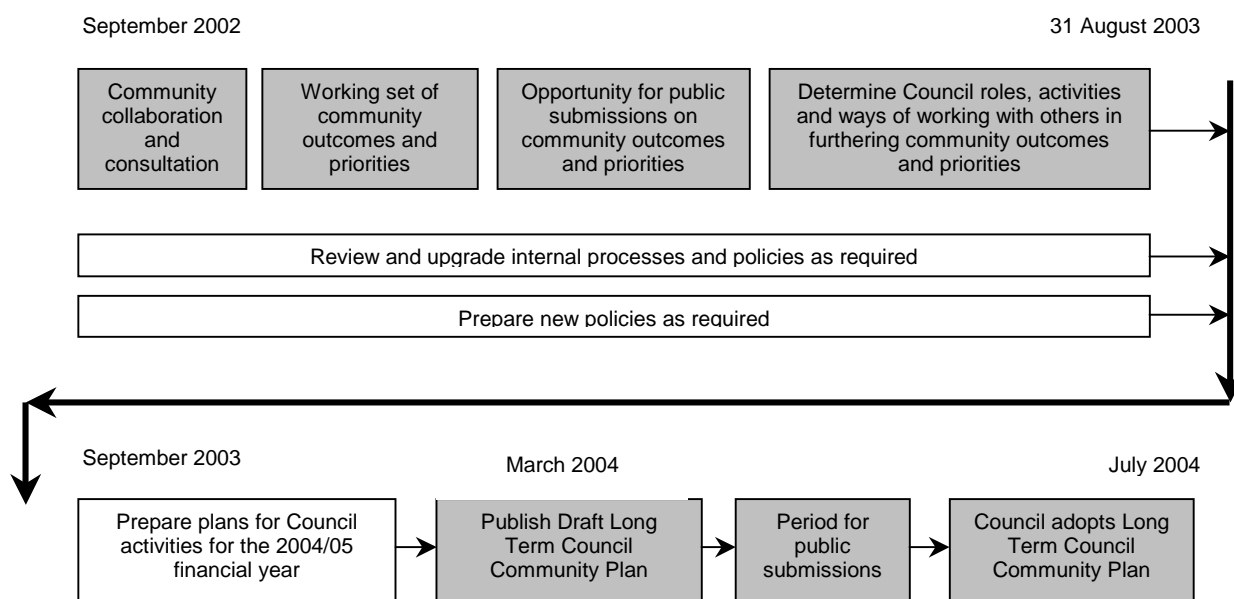 September 2002
31 August 2003
Community
collaboration
and
consultation
Working set of
community
outcomes and
priorities
Opportunity for public
submissions on
community outcomes
and priorities
Determine Council roles, activities
and ways of working with others in
furthering community outcomes
and priorities
Review and upgrade internal processes and policies as required
Prepare new policies as required
September 2003
March 2004
July 2004
Prepare plans for Council
activities for the 2004/05
financial year
Publish Draft Long
Term Council
Community Plan
Period for
public
submissions
Council adopts Long
Term Council
Community Plan